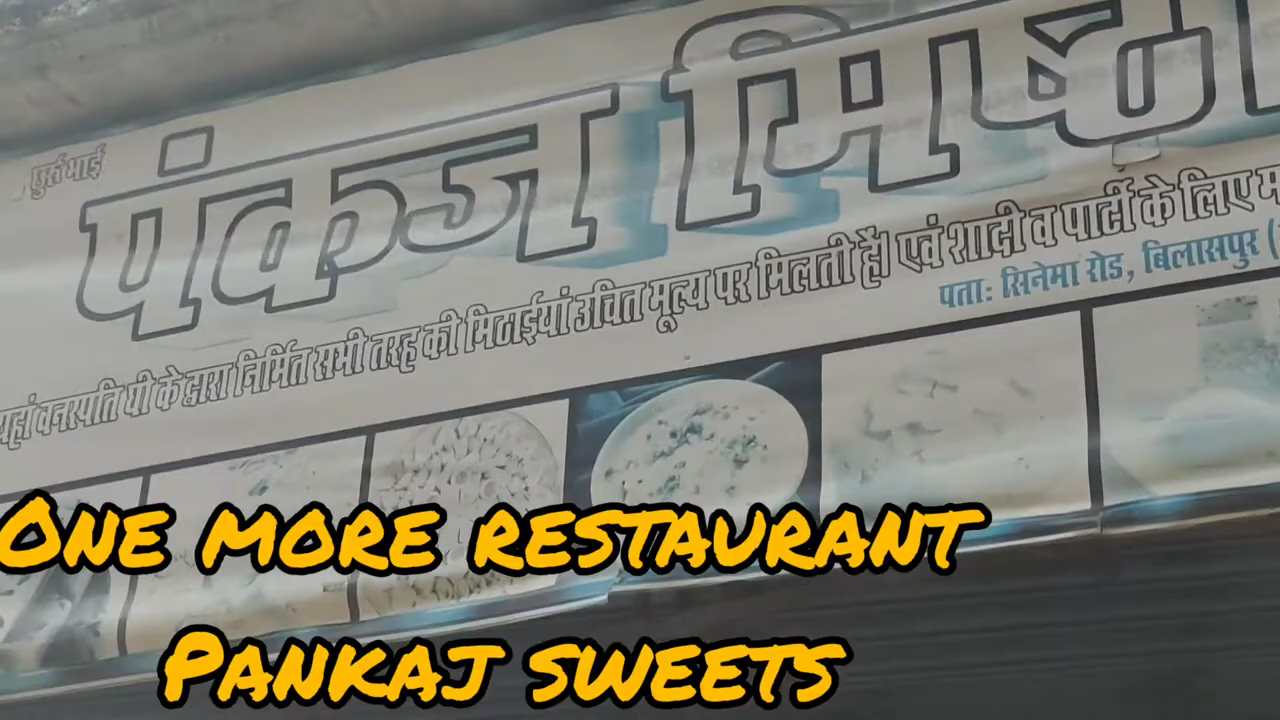 पंकज मिष्ठ
यहां वनस्पति घी के द्वारा निर्मित सभी तरह की मिठाईयां उचित मूल्य पर मिलती हैं। एवं शादी व पार्टी के लिए
पता: सिनेमा रोड, बिलासपुर (
ONE MORE RESTAURANT
PANKAJ SWEETS